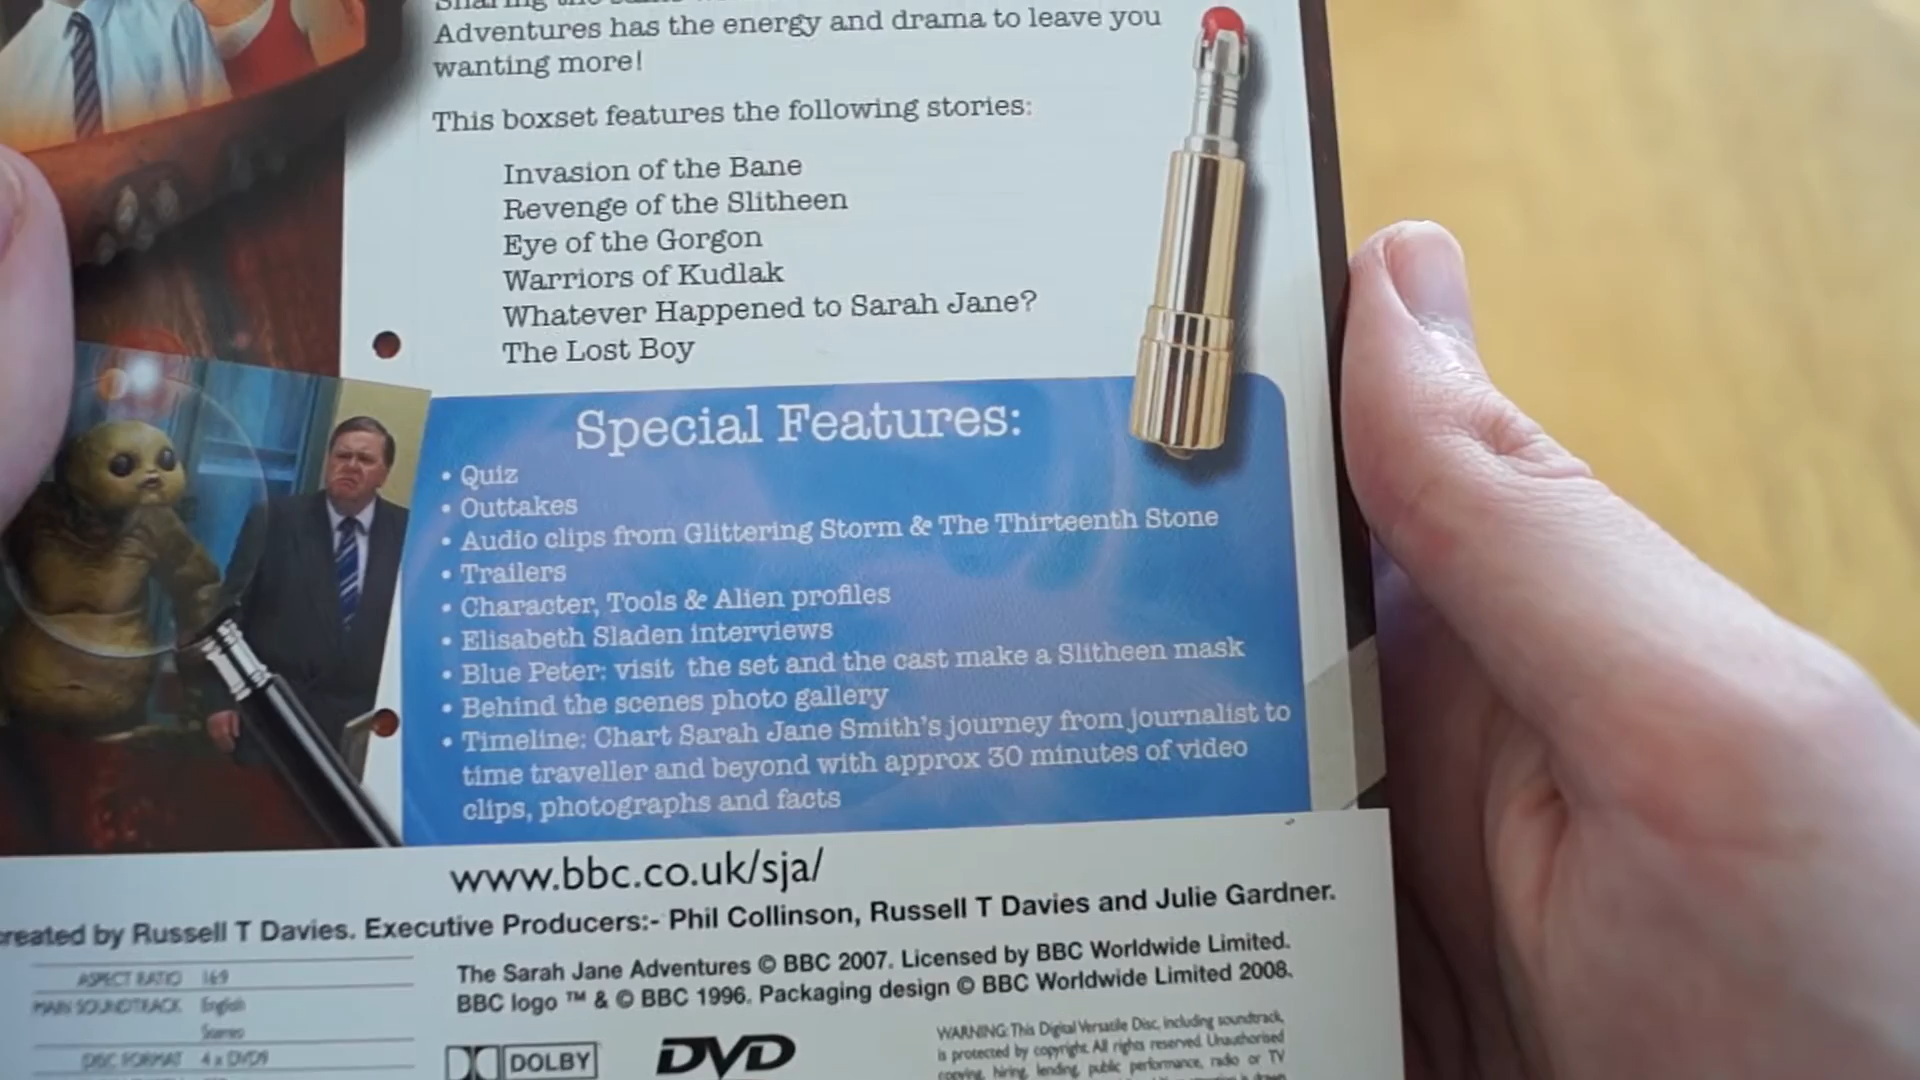 Adventures has the energy and drama to leave you
wanting more!
This boxset features the following stories:
Invasion of the Bane
Revenge of the Slitheen
Eye of the Gorgon
Warriors of Kudlak
Whatever Happened to Sarah Jane?
The Lost Boy
Special Features:
• Quiz
• Outtakes
• Audio clips from Glittering Storm & The Thirteenth Stone
• Trailers
• Character, Tools & Alien profiles
• Elisabeth Sladen interviews
• Blue Peter: visit the set and the cast make a Slitheen mask
• Behind the scenes photo gallery
• Timeline: Chart Sarah Jane Smith's journey from journalist to
time traveller and beyond with approx 30 minutes of video
clips, photographs and facts
www.bbc.co.uk/sja/
created by Russell T Davies. Executive Producers:- Phil Collinson, Russell T Davies and Julie Gardner.
The Sarah Jane Adventures © BBC 2007. Licensed by BBC Worldwide Limited.
BBC logo ™ & © BBC 1996. Packaging design © BBC Worldwide Limited 2008.
ASPECT RATIO 16:9
MAIN SOUNDTRACK English
Stereo
DISC FORMAT 4 x DVD9
DOLBY
DVD
WARNING: This Digital Versatile Disc, including soundtrack,
is protected by copyright. All rights reserved. Unauthorised
copying, hiring, lending, public performance, radio or TV